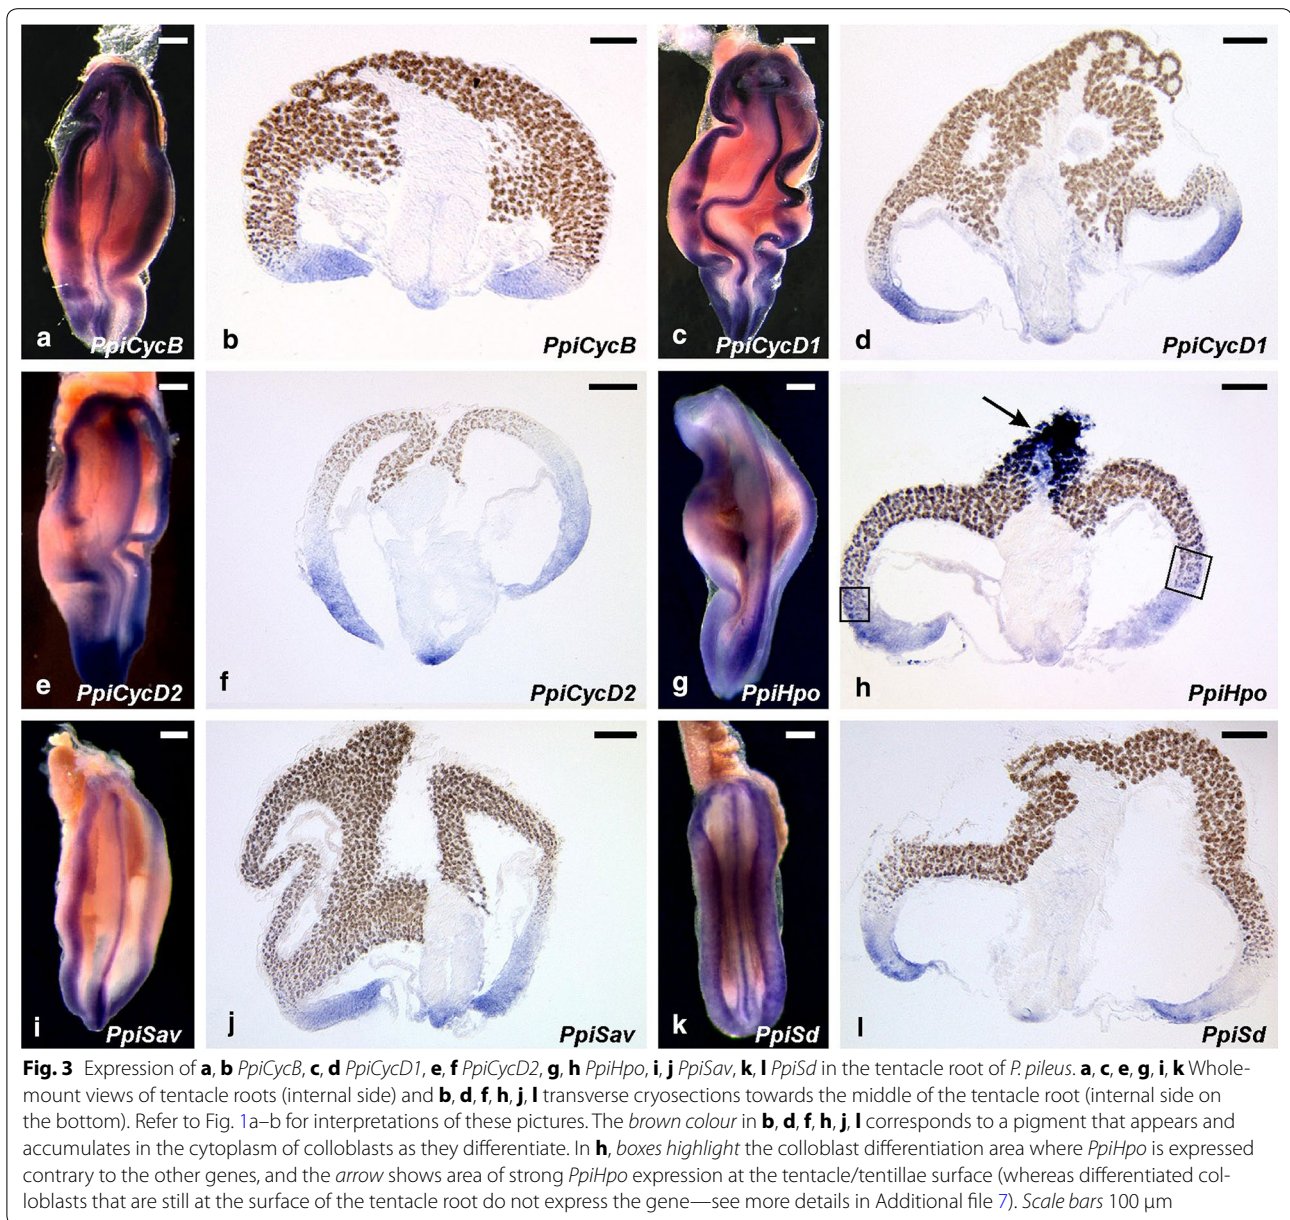 a
PpiCycB
b
PpiCycB
c
PpiCycD1
d
PpiCycD1
e
PpiCycD2
f
PpiCycD2
g
PpiHpo
h
PpiHpo
i
PpiSav
j
PpiSav
k
PpiSd
l
PpiSd
Fig. 3 Expression of a, b PpiCycB, c, d PpiCycD1, e, f PpiCycD2, g, h PpiHpo, i, j PpiSav, k, l PpiSd in the tentacle root of P. pileus. a, c, e, g, i, k Whole-
mount views of tentacle roots (internal side) and b, d, f, h, j, l transverse cryosections towards the middle of the tentacle root (internal side on
the bottom). Refer to Fig. 1a–b for interpretations of these pictures. The brown colour in b, d, f, h, j, l corresponds to a pigment that appears and
accumulates in the cytoplasm of colloblasts as they differentiate. In h, boxes highlight the colloblast differentiation area where PpiHpo is expressed
contrary to the other genes, and the arrow shows area of strong PpiHpo expression at the tentacle/tentillae surface (whereas differentiated col-
loblasts that are still at the surface of the tentacle root do not express the gene—see more details in Additional file 7). Scale bars 100 μm